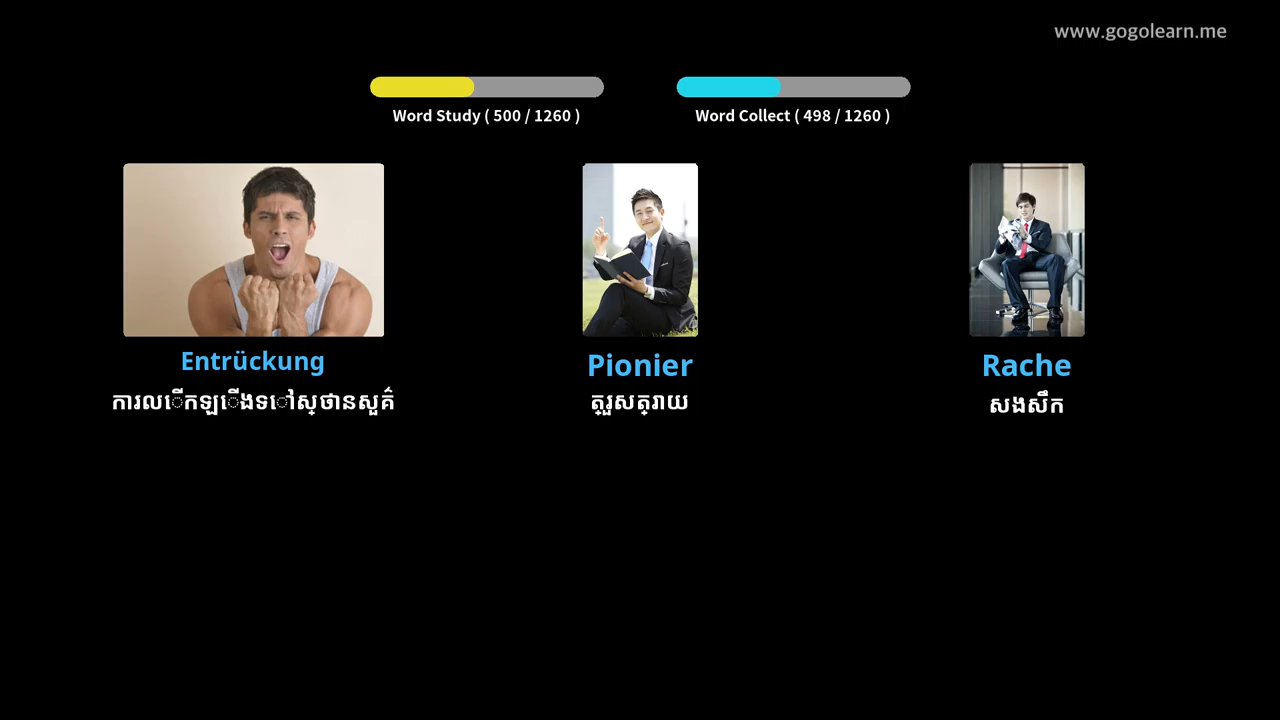 www.gogolearn.me
Word Study ( 500 / 1260 )
Word Collect ( 498 / 1260 )
Entrückung
Pionier
Rache
ការលើកឡើងទៅស្ថានសួគ៌
ត្រួសត្រាយ
សងសឹក